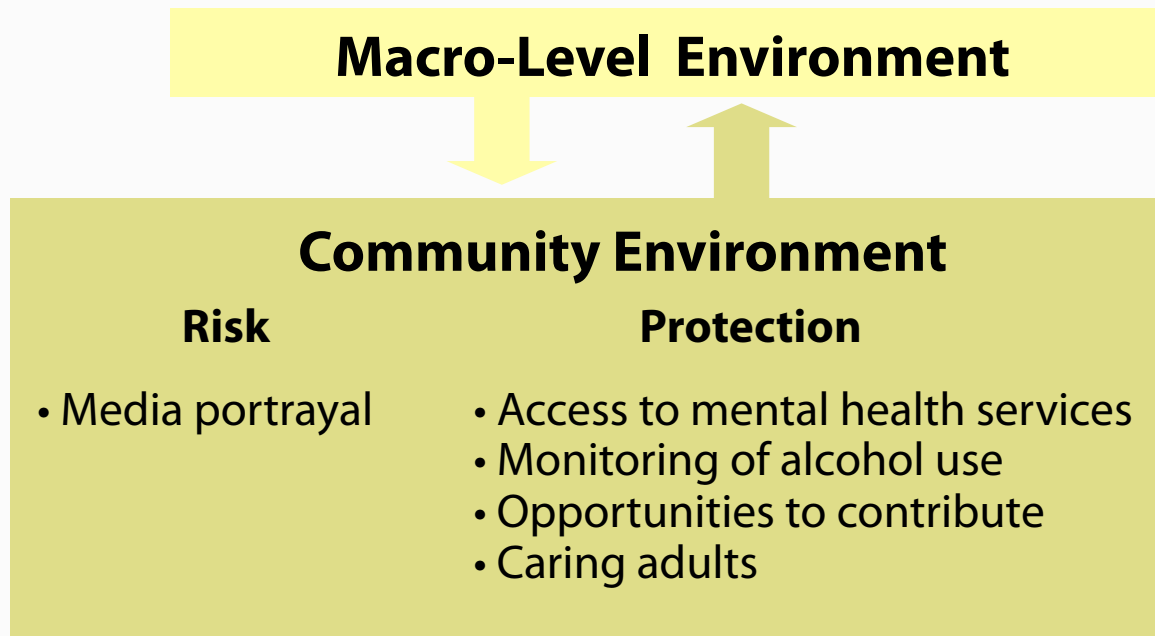 Macro-Level Environment
Community Environment
Risk
• Media portrayal
Protection
• Access to mental health services
• Monitoring of alcohol use
• Opportunities to contribute
• Caring adults